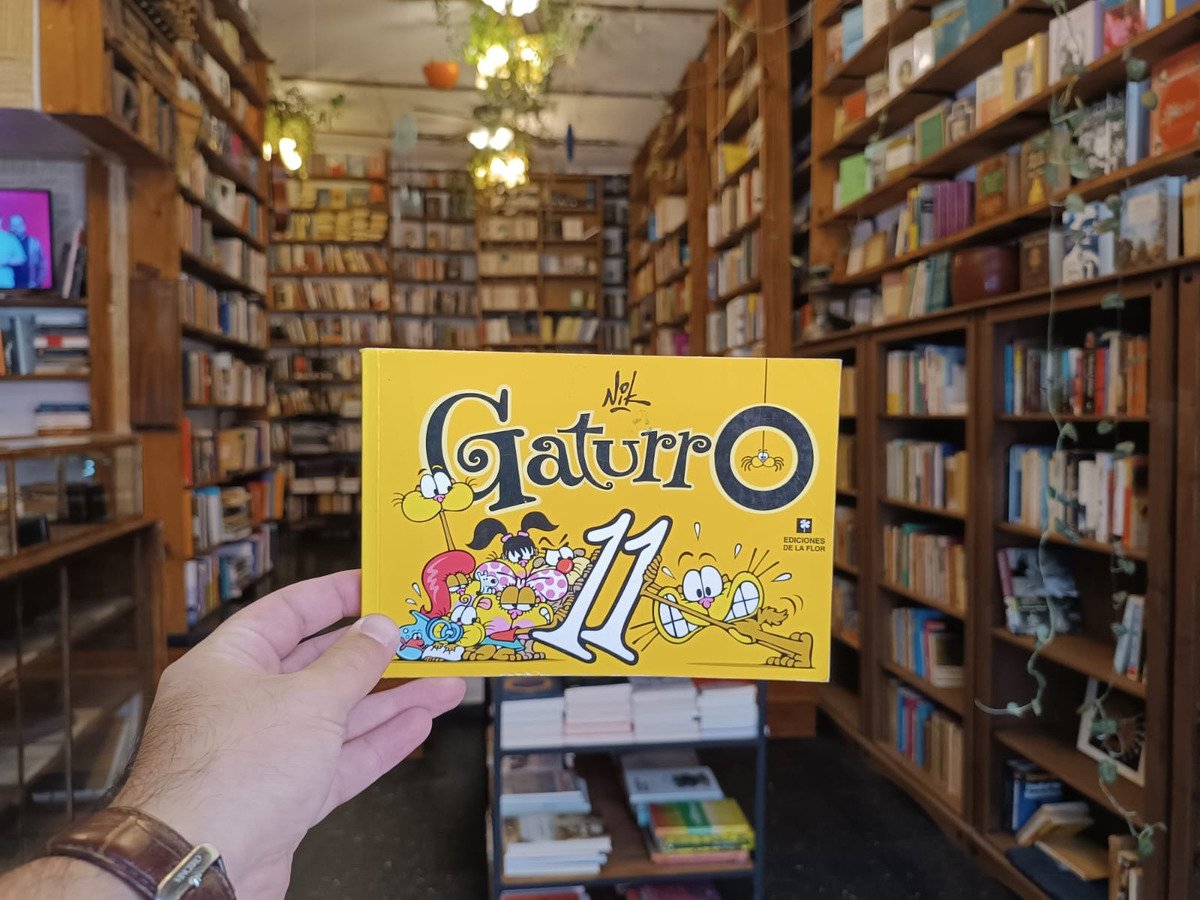 Nik
Gaturro
11
EDICIONES
DE LA FLOR